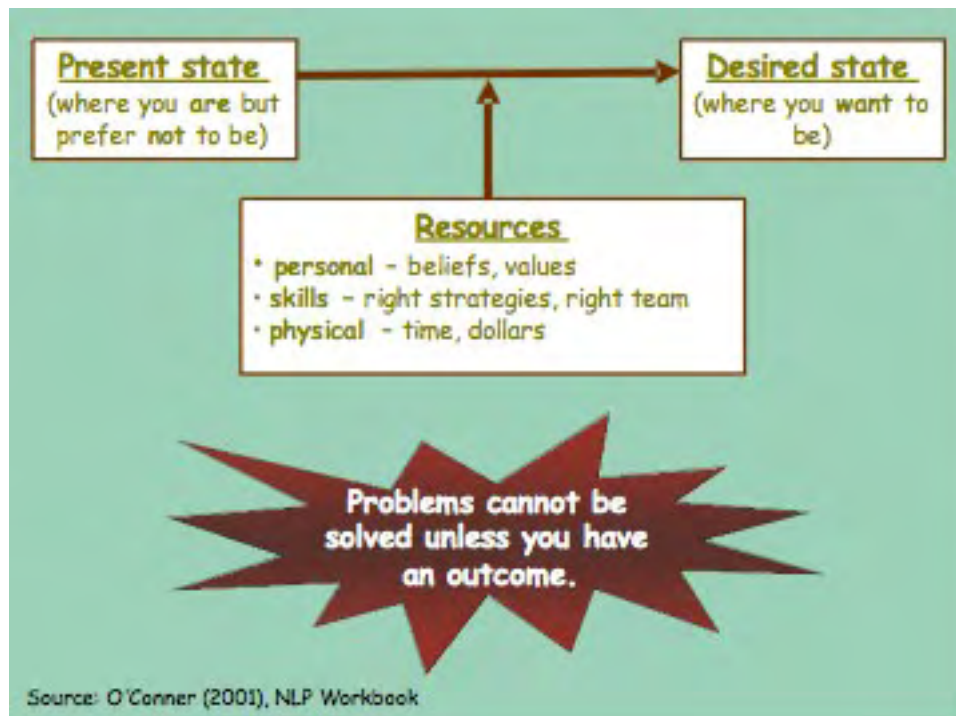 Present state
(where you are but
prefer not to be)
Desired state
(where you want to
be)
Resources
• personal – beliefs, values
• skills – right strategies, right team
• physical – time, dollars
Problems cannot be
solved unless you have
an outcome.
Source: O'Conner (2001), NLP Workbook